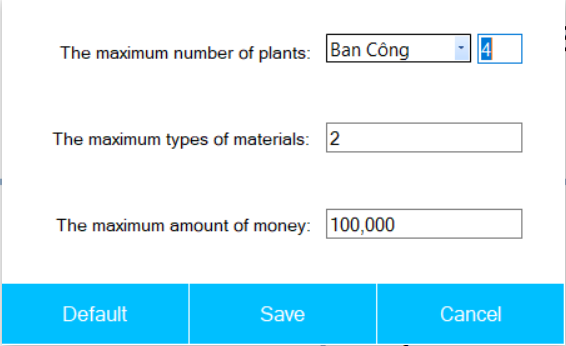 The maximum number of plants: Ban Công 4
The maximum types of materials: 2
The maximum amount of money: 100,000
Default Save Cancel